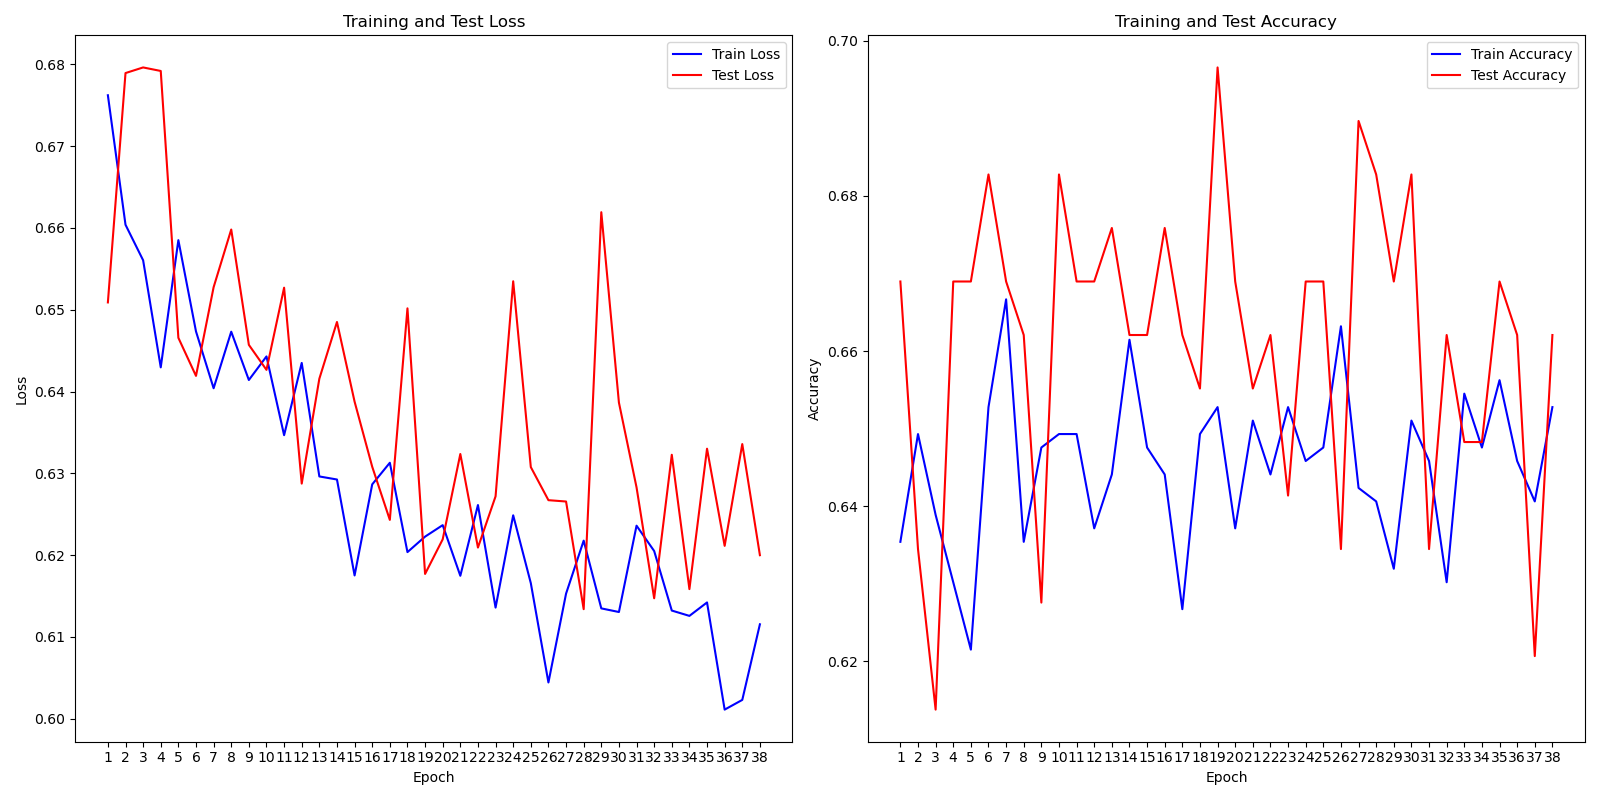 Training and Test Loss
Train Loss
Test Loss
0.68
0.67
0.66
0.65
0.64
0.63
0.62
0.61
0.60
Loss
1 2 3 4 5 6 7 8 9 10 11 12 13 14 15 16 17 18 19 20 21 22 23 24 25 26 27 28 29 30 31 32 33 34 35 36 37 38
Epoch
Training and Test Accuracy
Train Accuracy
Test Accuracy
0.70
0.68
0.66
0.64
0.62
Accuracy
1 2 3 4 5 6 7 8 9 10 11 12 13 14 15 16 17 18 19 20 21 22 23 24 25 26 27 28 29 30 31 32 33 34 35 36 37 38
Epoch